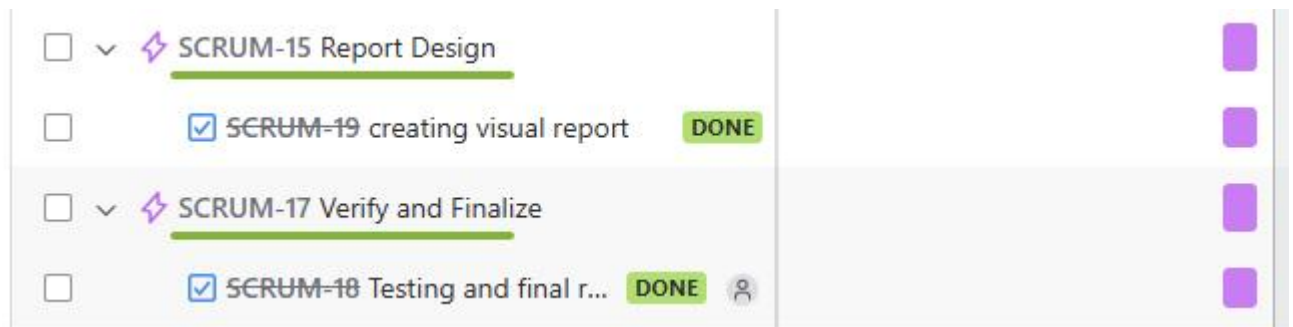 SCRUM-15 Report Design
SCRUM-19 creating visual report DONE
SCRUM-17 Verify and Finalize
SCRUM-18 Testing and final r... DONE